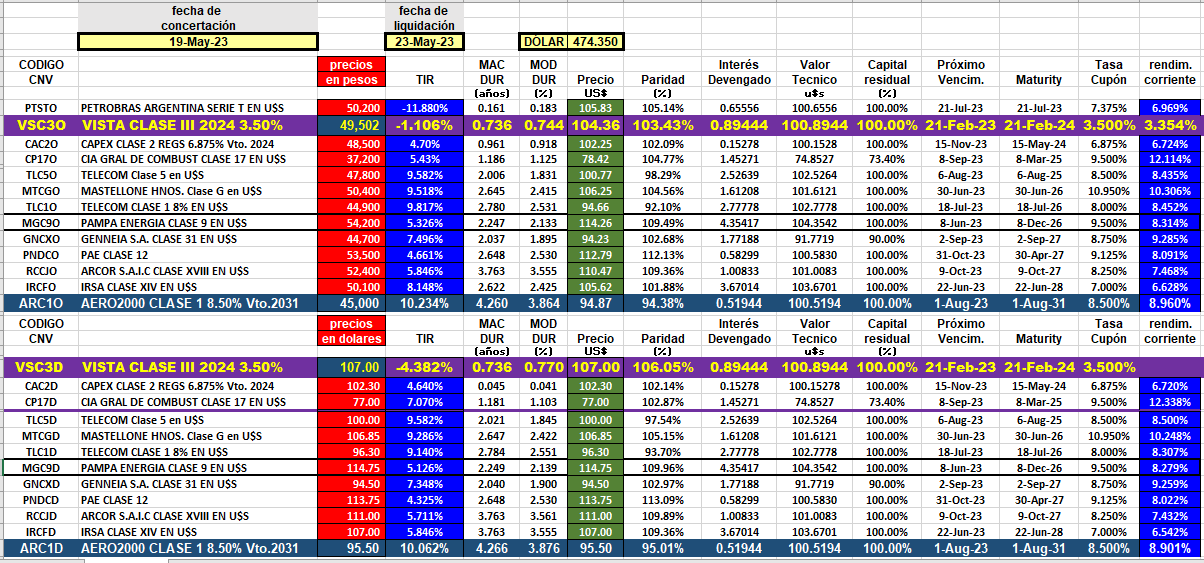 fecha de concertación fecha de liquidación
19-May-23 23-May-23 DÓLAR 474.350
CODIGO CNV precios en pesos TIR MAC DUR (años) MOD DUR (%) Precio US$ Paridad (%) Interés Devengado Valor Tecnico u$s Capital residual (%) Próximo Vencim. Maturity Tasa Cupón rendim. corriente
PTSTO PETROBRAS ARGENTINA SERIE T EN U$S 50,200 -11.880% 0.161 0.183 105.83 105.14% 0.65556 100.6556 100.00% 21-Jul-23 21-Jul-23 7.375% 6.969%
VSC3O VISTA CLASE III 2024 3.50% 49,502 -1.106% 0.736 0.744 104.36 103.43% 0.89444 100.8944 100.00% 21-Feb-23 21-Feb-24 3.500% 3.354%
CAC2O CAPEX CLASE 2 REGS 6.875% Vto. 2024 48,500 4.70% 0.961 0.918 102.25 102.09% 0.15278 100.1528 100.00% 15-Nov-23 15-May-24 6.875% 6.724%
CP17O CIA GRAL DE COMBUST CLASE 17 EN U$S 37,200 5.43% 1.186 1.125 78.42 104.77% 1.45271 74.8527 73.40% 8-Sep-23 8-Mar-25 9.500% 12.114%
TLC5O TELECOM Clase 5 en U$S 47,800 9.582% 2.006 1.831 100.77 98.29% 2.52639 102.5264 100.00% 6-Aug-23 6-Aug-25 8.500% 8.435%
MTCGO MASTELLONE HNOS. Clase G en U$S 50,400 9.518% 2.645 2.415 106.25 104.56% 1.61208 101.6121 100.00% 30-Jun-23 30-Jun-26 10.950% 10.306%
TLC1O TELECOM CLASE 1 8% EN U$S 44,900 9.817% 2.780 2.531 94.66 92.10% 2.77778 102.7778 100.00% 18-Jul-23 18-Jul-26 8.000% 8.452%
MGC9O PAMPA ENERGIA CLASE 9 EN U$S 54,200 5.326% 2.247 2.133 114.26 109.49% 4.35417 104.3542 100.00% 8-Jun-23 8-Dec-26 9.500% 8.314%
GNCXO GENNEIA S.A. CLASE 31 EN U$S 44,700 7.496% 2.037 1.895 94.23 102.68% 1.77188 91.7719 90.00% 2-Sep-23 2-Sep-27 8.750% 9.285%
PNDCO PAE CLASE 12 53,500 4.661% 2.648 2.530 112.79 112.13% 0.58299 100.5830 100.00% 31-Oct-23 30-Apr-27 9.125% 8.091%
RCCJO ARCOR S.A.I.C CLASE XVIII EN U$S 52,400 5.846% 3.763 3.555 110.47 109.36% 1.00833 101.0083 100.00% 9-Oct-23 9-Oct-27 8.250% 7.468%
IRCFO IRSA CLASE XIV EN U$S 50,100 8.148% 2.622 2.425 105.62 101.88% 3.67014 103.6701 100.00% 22-Jun-23 22-Jun-28 7.000% 6.628%
ARC1O AERO2000 CLASE 1 8.50% Vto.2031 45,000 10.234% 4.260 3.864 94.87 94.38% 0.51944 100.5194 100.00% 1-Aug-23 1-Aug-31 8.500% 8.960%
CODIGO CNV precios en dolares TIR MAC DUR (años) MOD DUR (%) Precio US$ Paridad (%) Interés Devengado Valor Tecnico u$s Capital residual (%) Próximo Vencim. Maturity Tasa Cupón rendim. corriente
VSC3D VISTA CLASE III 2024 3.50% 107.00 -4.382% 0.736 0.770 107.00 106.05% 0.89444 100.8944 100.00% 21-Feb-23 21-Feb-24 3.500%
CAC2D CAPEX CLASE 2 REGS 6.875% Vto. 2024 102.30 4.640% 0.045 0.041 102.30 102.14% 0.15278 100.15278 100.00% 15-Nov-23 15-May-24 6.875% 6.720%
CP17D CIA GRAL DE COMBUST CLASE 17 EN U$S 77.00 7.070% 1.181 1.103 77.00 102.87% 1.45271 74.8527 73.40% 8-Sep-23 8-Mar-25 9.500% 12.338%
TLC5D TELECOM Clase 5 en U$S 100.00 9.582% 2.021 1.845 100.00 97.54% 2.52639 102.5264 100.00% 6-Aug-23 6-Aug-25 8.500% 8.500%
MTCGD MASTELLONE HNOS. Clase G en U$S 106.85 9.286% 2.647 2.422 106.85 105.15% 1.61208 101.6121 100.00% 30-Jun-23 30-Jun-26 10.950% 10.248%
TLC1D TELECOM CLASE 1 8% EN U$S 96.30 9.140% 2.784 2.551 96.30 93.70% 2.77778 102.7778 100.00% 18-Jul-23 18-Jul-26 8.000% 8.307%
MGC9D PAMPA ENERGIA CLASE 9 EN U$S 114.75 5.126% 2.249 2.139 114.75 109.96% 4.35417 104.3542 100.00% 8-Jun-23 8-Dec-26 9.500% 8.279%
GNCXD GENNEIA S.A. CLASE 31 EN U$S 94.50 7.348% 2.040 1.900 94.50 102.97% 1.77188 91.7719 90.00% 2-Sep-23 2-Sep-27 8.750% 9.259%
PNDCD PAE CLASE 12 113.75 4.325% 2.648 2.530 113.75 113.09% 0.58299 100.5830 100.00% 31-Oct-23 30-Apr-27 9.125% 8.022%
RCCJD ARCOR S.A.I.C CLASE XVIII EN U$S 111.00 5.711% 3.763 3.561 111.00 109.89% 1.00833 101.0083 100.00% 9-Oct-23 9-Oct-27 8.250% 7.432%
IRCFD IRSA CLASE XIV EN U$S 107.00 5.846% 3.763 3.555 107.00 109.36% 3.67014 103.6701 100.00% 22-Jun-23 22-Jun-28 7.000% 6.542%
ARC1D AERO2000 CLASE 1 8.50% Vto.2031 95.50 10.062% 4.266 3.876 95.50 95.01% 0.51944 100.5194 100.00% 1-Aug-23 1-Aug-31 8.500% 8.901%